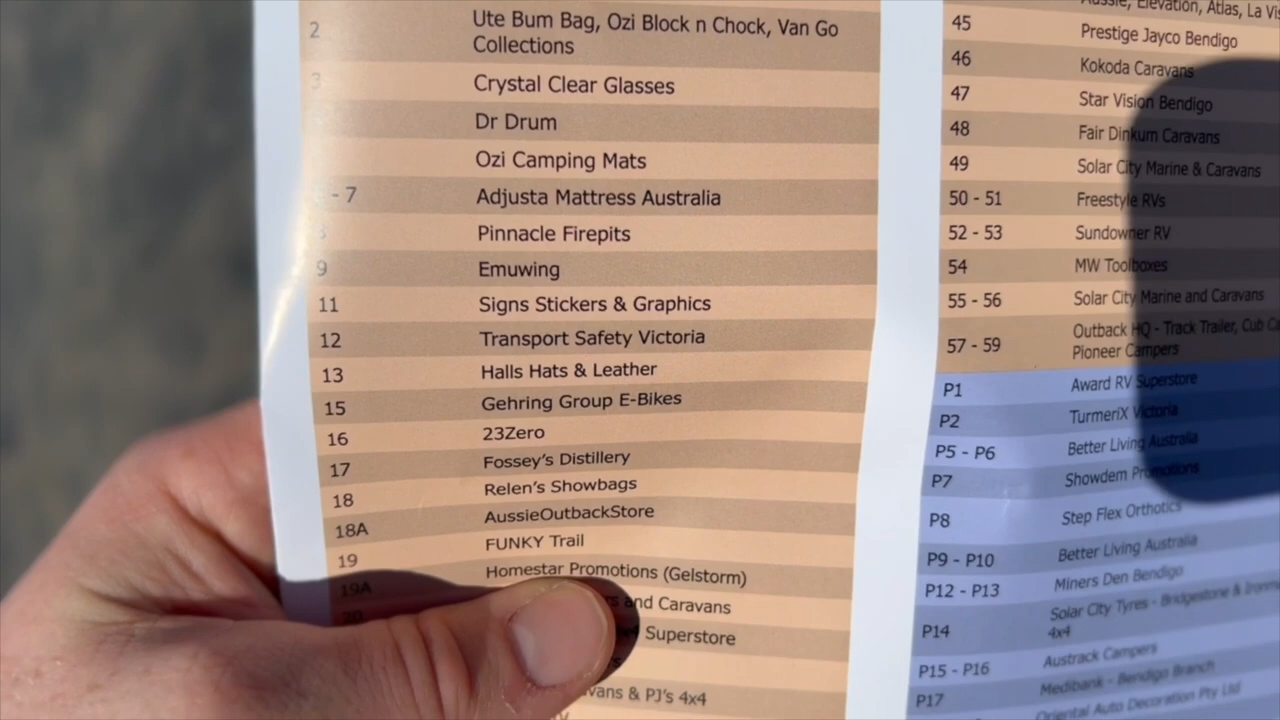 2 Ute Bum Bag, Ozi Block n Chock, Van Go
Collections
3 Crystal Clear Glasses
Dr Drum
Ozi Camping Mats
- 7 Adjusta Mattress Australia
8 Pinnacle Firepits
9 Emuwing
11 Signs Stickers & Graphics
12 Transport Safety Victoria
13 Halls Hats & Leather
15 Gehring Group E-Bikes
16 23Zero
17 Fossey's Distillery
18 Relen's Showbags
18A AussieOutbackStore
19 FUNKY Trail
19A Homestar Promotions (Gelstorm)
20 and Caravans
Superstore
& PJ's 4x4
Aussie, Elevation, Atlas, La
45 Prestige Jayco Bendigo
46 Kokoda Caravans
47 Star Vision Bendigo
48 Fair Dinkum Caravans
49 Solar City Marine & Caravans
50 - 51 Freestyle RVs
52 - 53 Sundowner RV
54 MW Toolboxes
55 - 56 Solar City Marine and Caravans
57 - 59 Outback HQ - Track Trailer, Cub
Pioneer Campers
P1 Award RV Superstore
P2 TurmeriX Victoria
P5 - P6 Better Living Australia
P7 Showdem Promotions
P8 Step Flex Orthotics
P9 - P10 Better Living Australia
P12 - P13 Miners Den Bendigo
P14 Solar City Tyres - Bridgestone &
4x4
P15 - P16 Austrack Campers
P17 Medibank - Bendigo Branch
Oriental Auto Decoration Pty Ltd